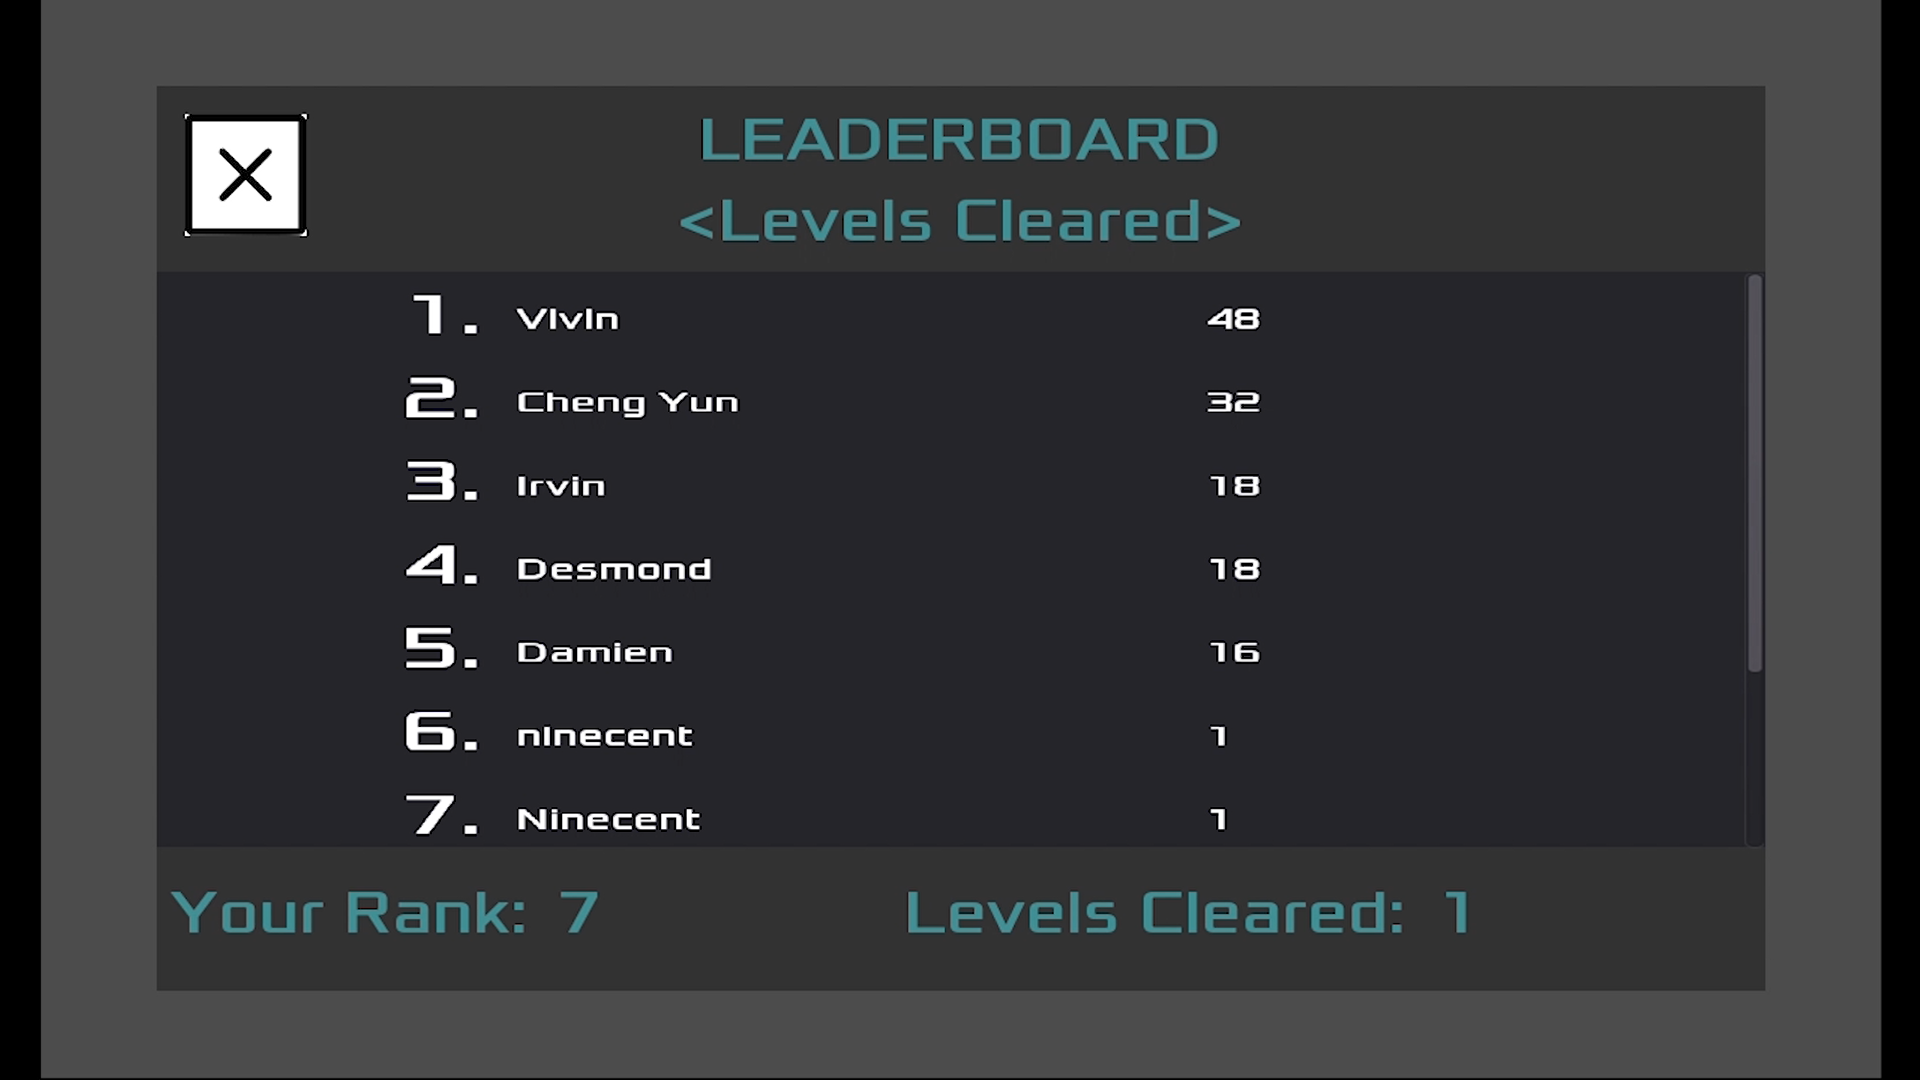 LEADERBOARD
<Levels Cleared>
1. Vivin 48
2. Cheng Yun 32
3. Irvin 18
4. Desmond 18
5. Damien 16
6. ninecent 1
7. Ninecent 1
Your Rank: 7 Levels Cleared: 1